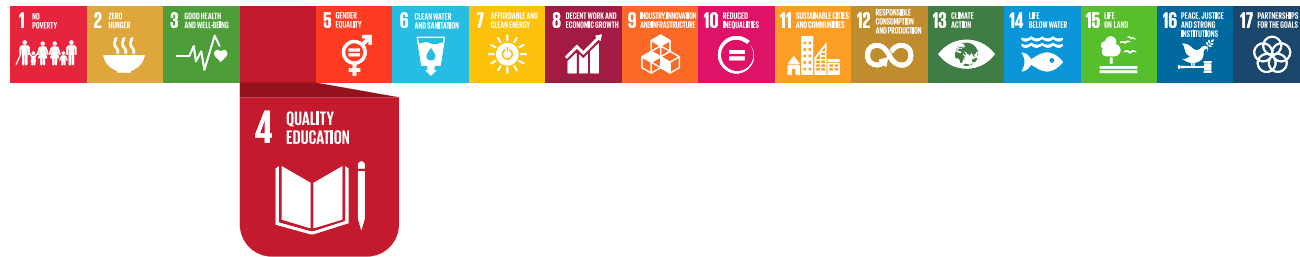 1 NO
POVERTY
2 ZERO
HUNGER
3 GOOD HEALTH
AND WELL-BEING
4 QUALITY
EDUCATION
5 GENDER
EQUALITY
6 CLEAN WATER
AND SANITATION
7 AFFORDABLE AND
CLEAN ENERGY
8 DECENT WORK AND
ECONOMIC GROWTH
9 INDUSTRY, INNOVATION
AND INFRASTRUCTURE
10 REDUCED
INEQUALITIES
11 SUSTAINABLE CITIES
AND COMMUNITIES
12 RESPONSIBLE
CONSUMPTION
AND PRODUCTION
13 CLIMATE
ACTION
14 LIFE
BELOW WATER
15 LIFE
ON LAND
16 PEACE, JUSTICE
AND STRONG
INSTITUTIONS
17 PARTNERSHIPS
FOR THE GOALS